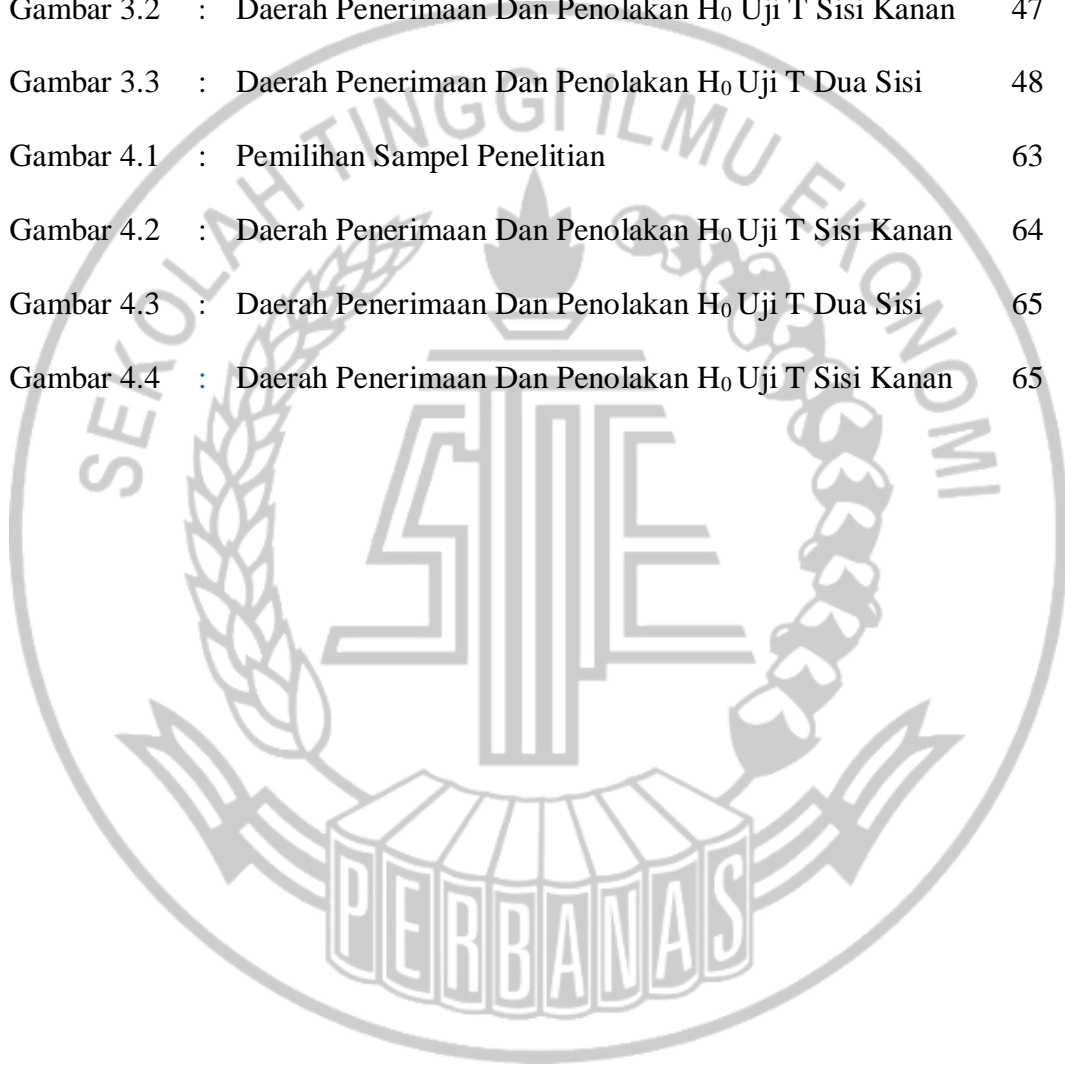 Gambar 3.2 : Daerah Penerimaan Dan Penolakan H₀ Uji T Sisi Kanan 47
Gambar 3.3 : Daerah Penerimaan Dan Penolakan H₀ Uji T Dua Sisi 48
Gambar 4.1 : Pemilihan Sampel Penelitian 63
Gambar 4.2 : Daerah Penerimaan Dan Penolakan H₀ Uji T Sisi Kanan 64
Gambar 4.3 : Daerah Penerimaan Dan Penolakan H₀ Uji T Dua Sisi 65
Gambar 4.4 : Daerah Penerimaan Dan Penolakan H₀ Uji T Sisi Kanan 65
SEKOLAH TINGGI ILMU EKONOMI
STIE
PERBANAS